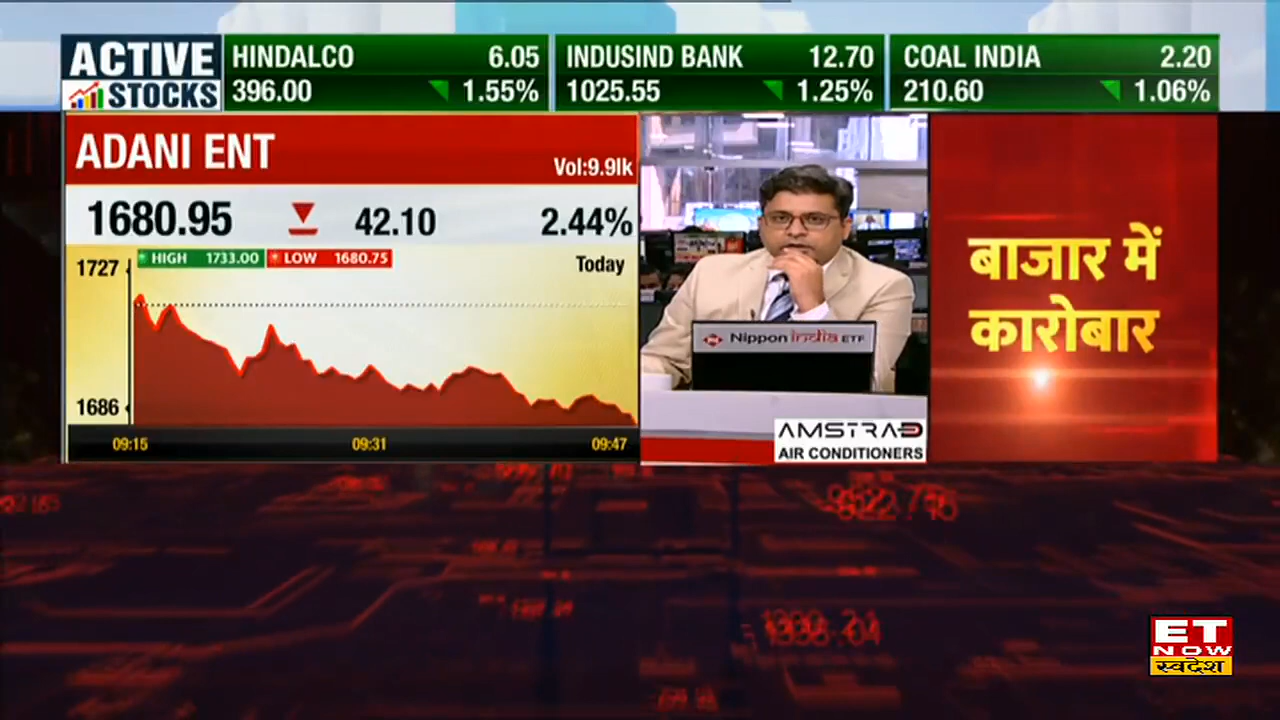 ACTIVE
STOCKS
HINDALCO 6.05
396.00 1.55%
INDUSIND BANK 12.70
1025.55 1.25%
COAL INDIA 2.20
210.60 1.06%
ADANI ENT
Vol:9.9lk
1680.95 42.10 2.44%
HIGH 1733.00 LOW 1680.75
Today
1727
1686
09:15 09:31 09:47
Nippon india ETF
AMSTRAD
AIR CONDITIONERS
बाजार में
कारोबार
ET
NOW
स्वदेश